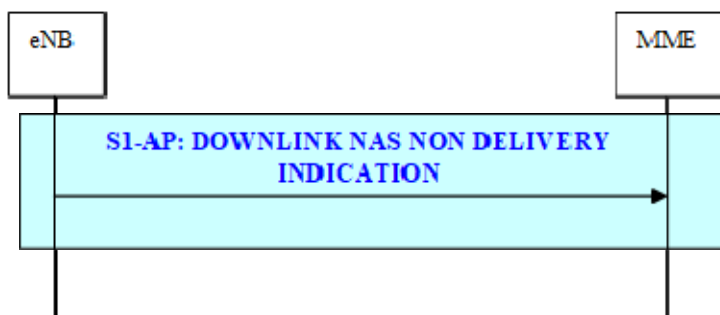 eNB
MME
S1-AP: DOWNLINK NAS NON DELIVERY
INDICATION